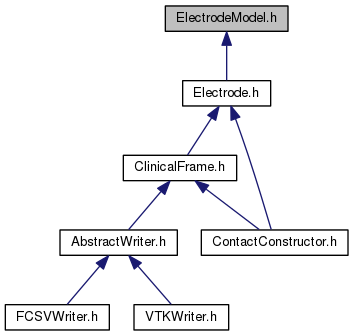 ElectrodeModel.h
Electrode.h
ClinicalFrame.h
AbstractWriter.h
ContactConstructor.h
FCSVWriter.h
VTKWriter.h